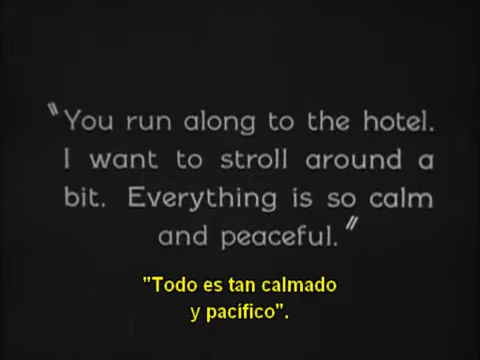 "You run along to the hotel.
I want to stroll around a
bit. Everything is so calm
and peaceful."
"Todo es tan calmado
y pacífico".